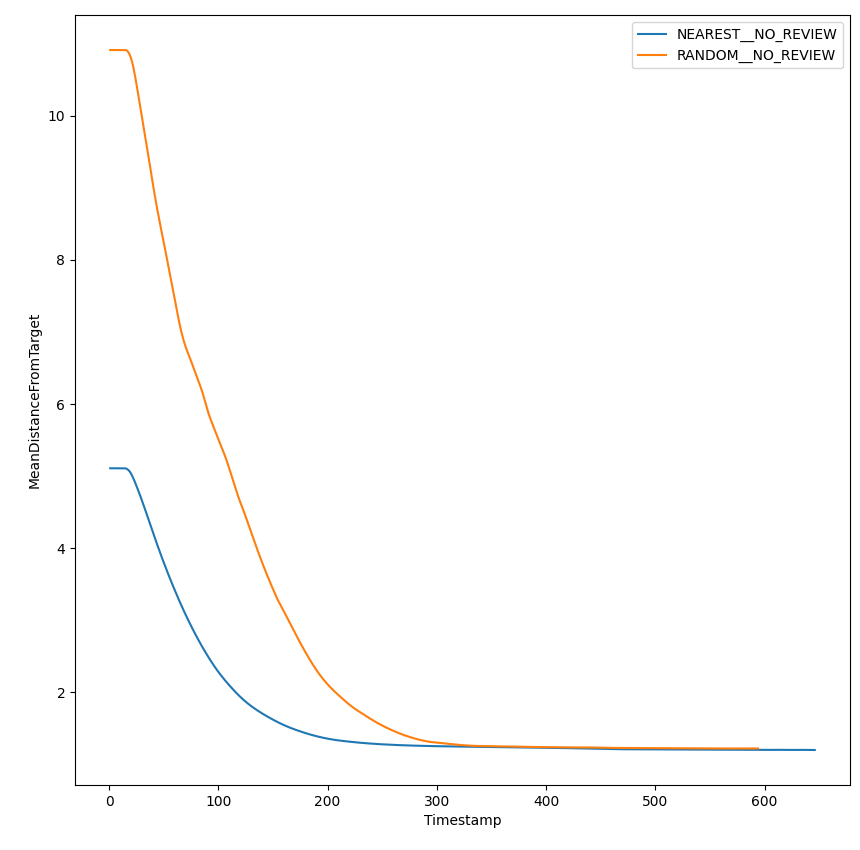 NEAREST__NO_REVIEW
RANDOM__NO_REVIEW
MeanDistanceFromTarget
10
8
6
4
2
0 100 200 300 400 500 600
Timestamp